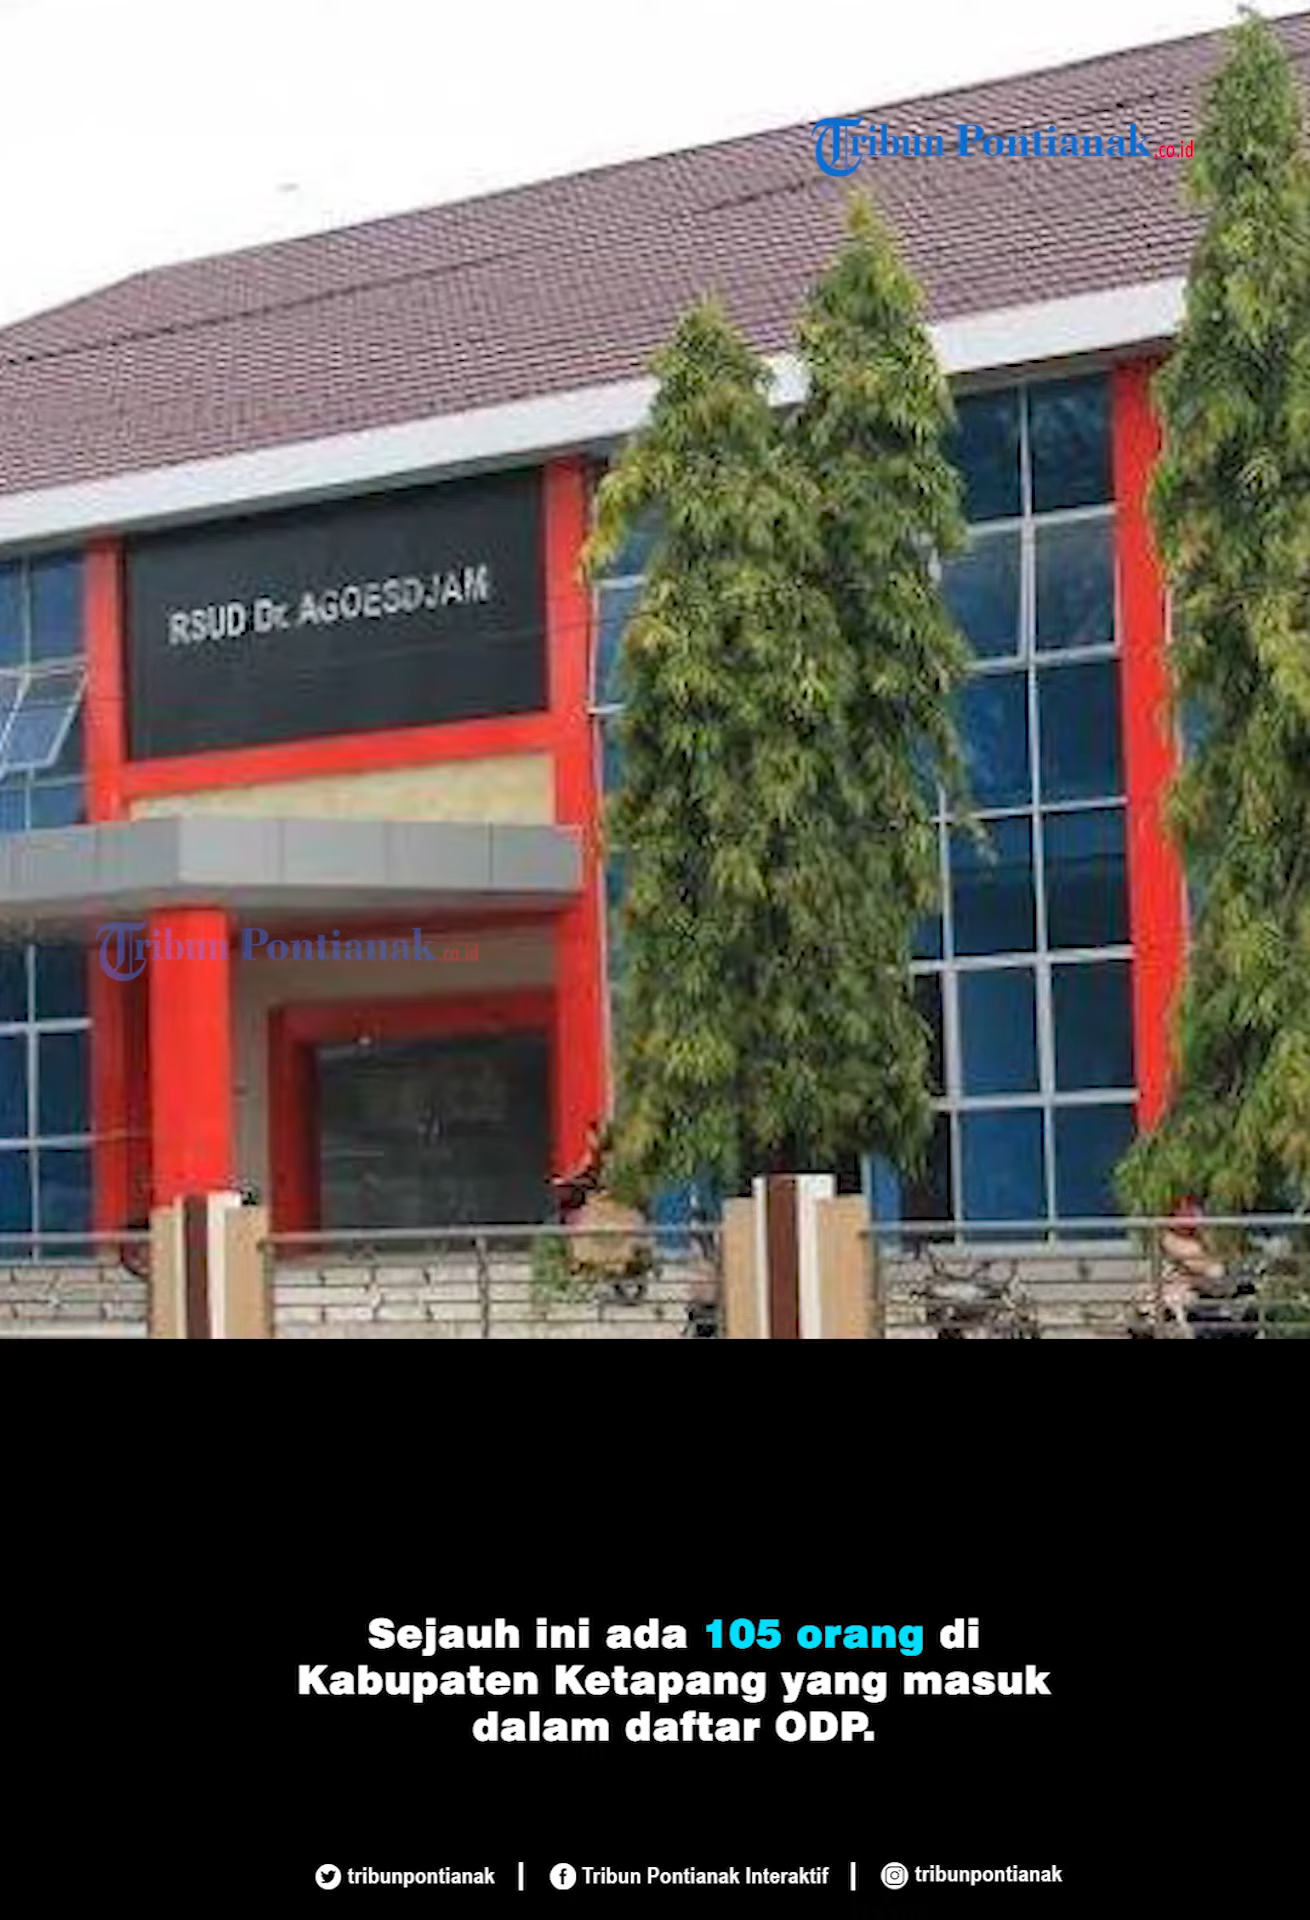 Tribun Pontianak.co.id
RSUD Dr. AGOESDJAM
Tribun Pontianak.co.id
Sejauh ini ada 105 orang di
Kabupaten Ketapang yang masuk
dalam daftar ODP.
tribunpontianak | Tribun Pontianak Interaktif | tribunpontianak